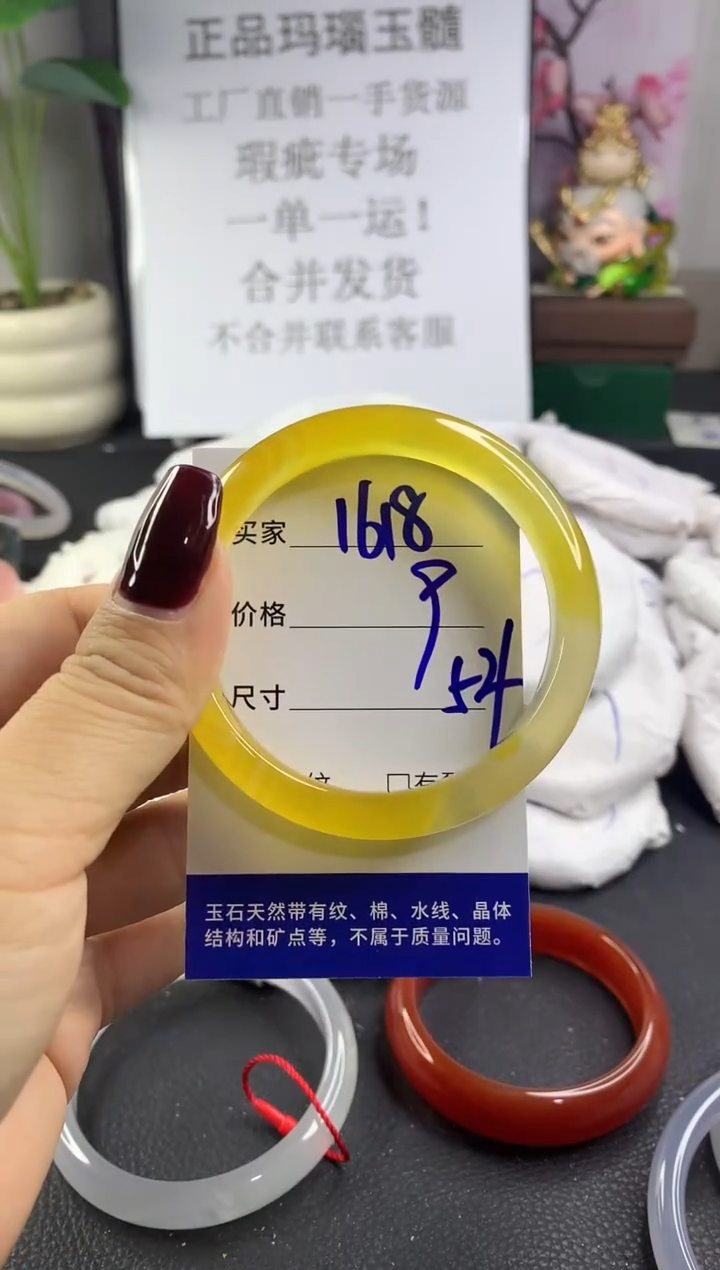 正品玛瑙玉髓
工厂直销一手货源
瑕疵专场
一单一运!
合并发货
不合并联系客服
买家 1618
价格 9
尺寸 54
纹 □有
玉石天然带有纹、棉、水线、晶体
结构和矿点等，不属于质量问题。